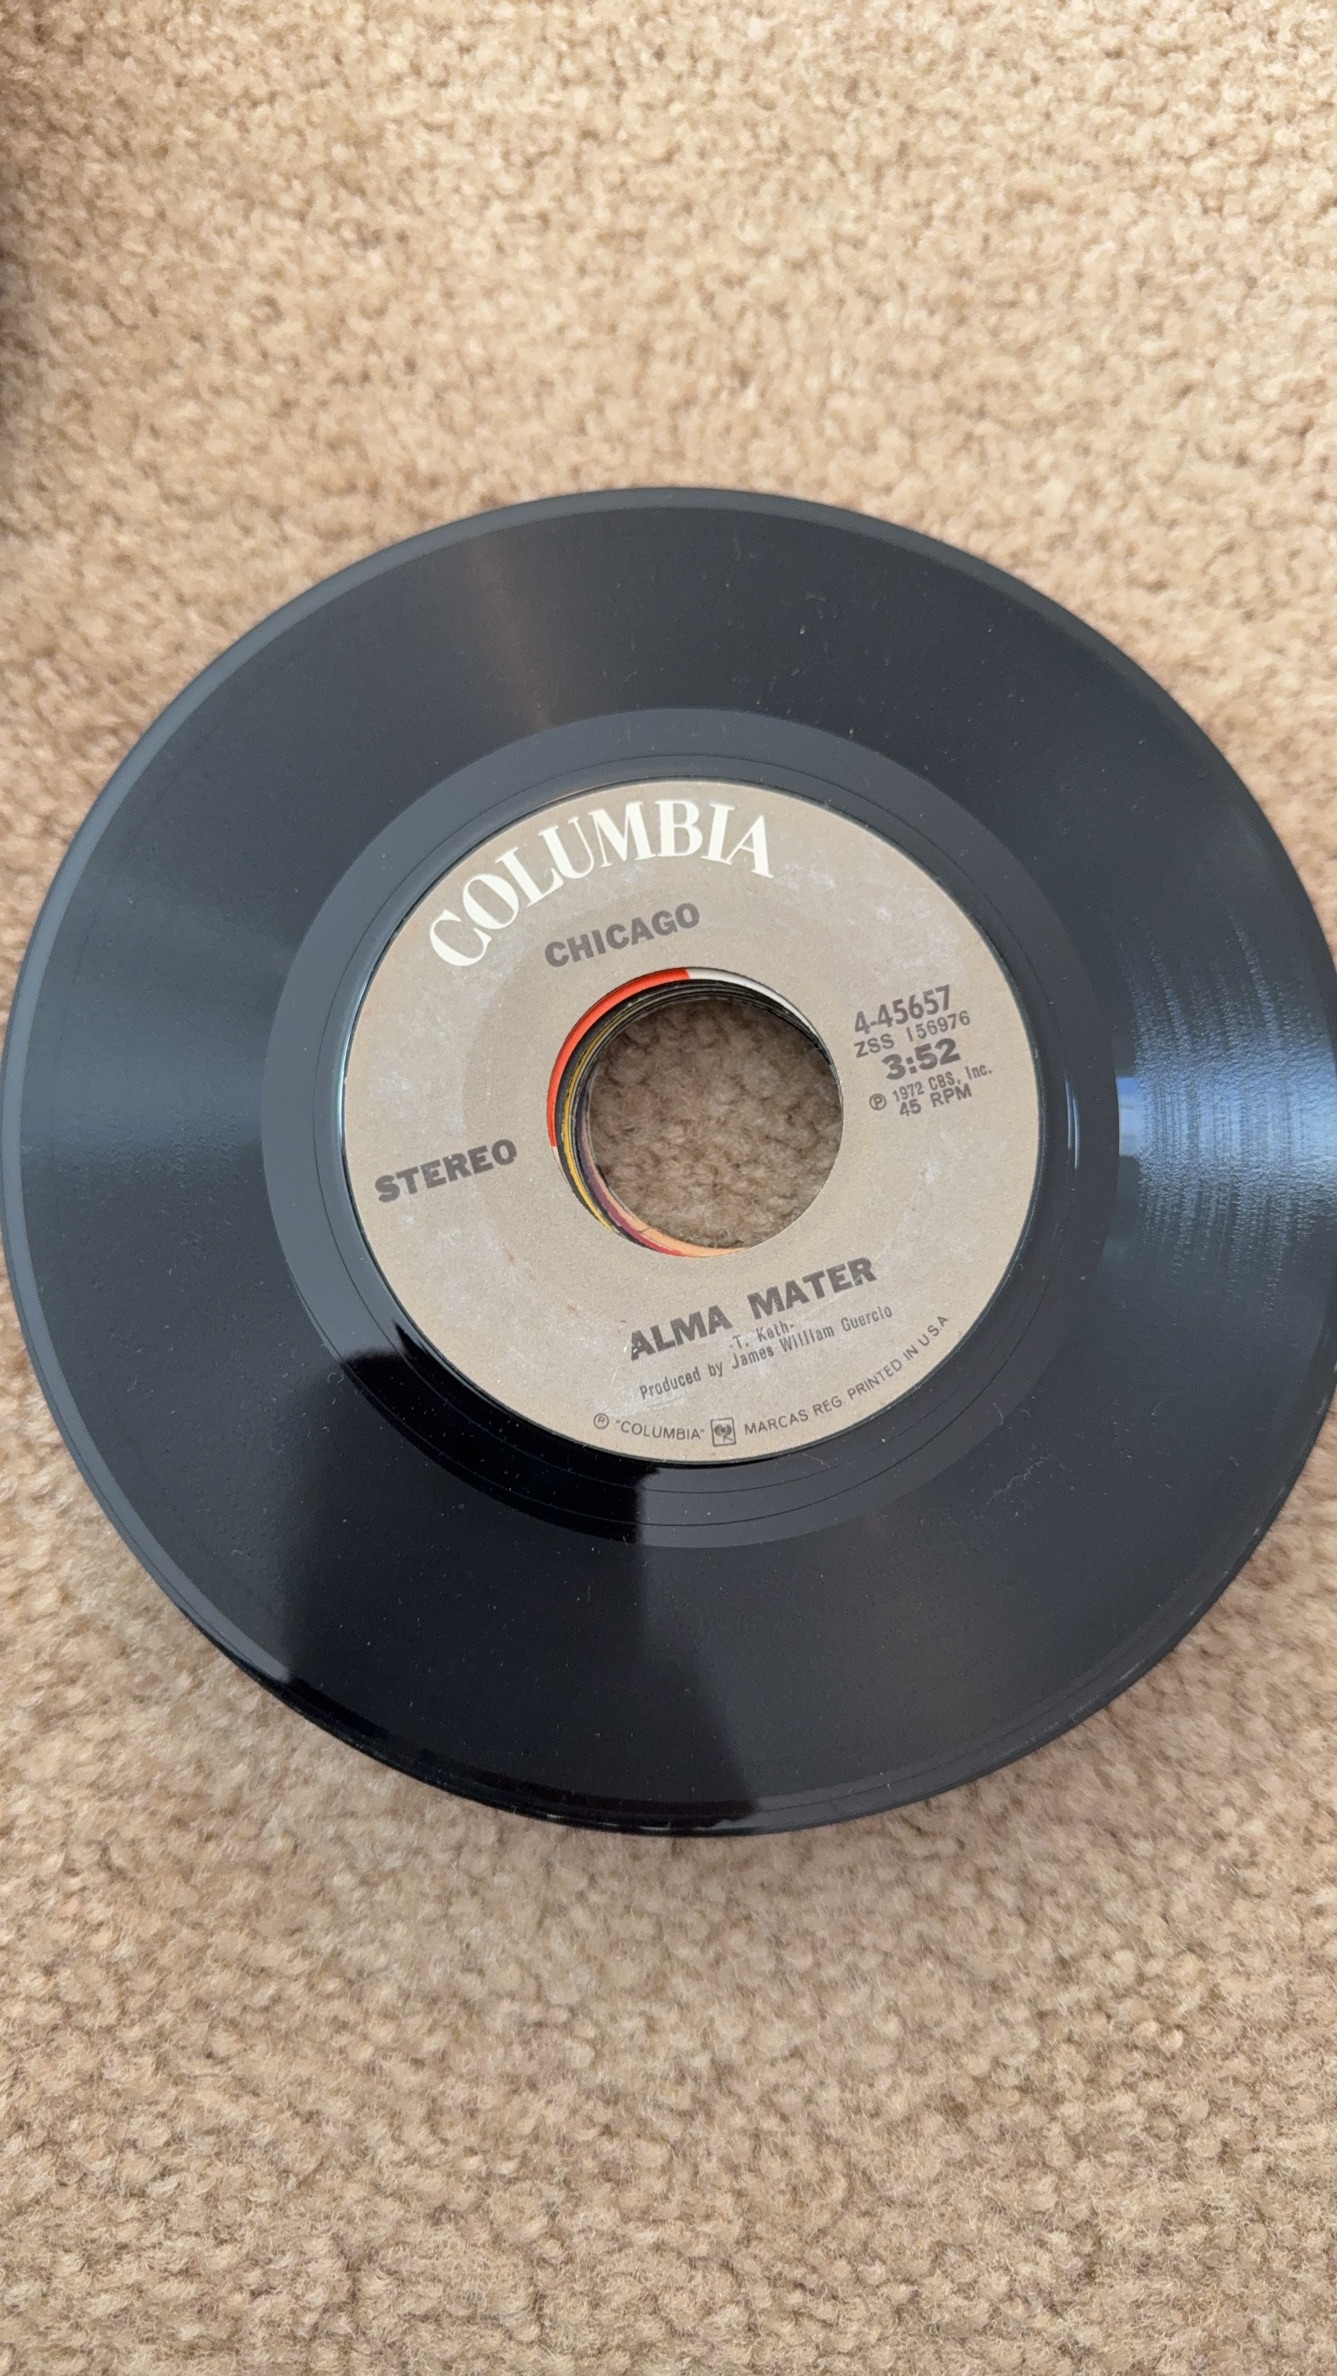 COLUMBIA
CHICAGO
4-45657
ZSS 156976
3:52
℗ 1972 CBS, Inc.
45 RPM
STEREO
ALMA MATER
-T. Kath-
Produced by James William Guercio
® "COLUMBIA" MARCAS REG. PRINTED IN U.S.A.